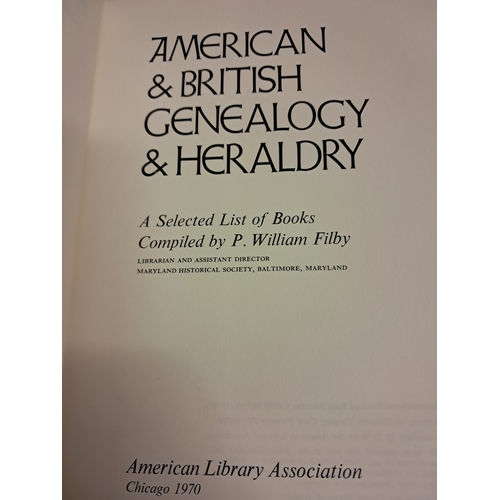 AMERICAN
& BRITISH
GENEALOGY
& HERALDRY
A Selected List of Books
Compiled by P. William Filby
LIBRARIAN AND ASSISTANT DIRECTOR
MARYLAND HISTORICAL SOCIETY, BALTIMORE, MARYLAND
American Library Association
Chicago 1970